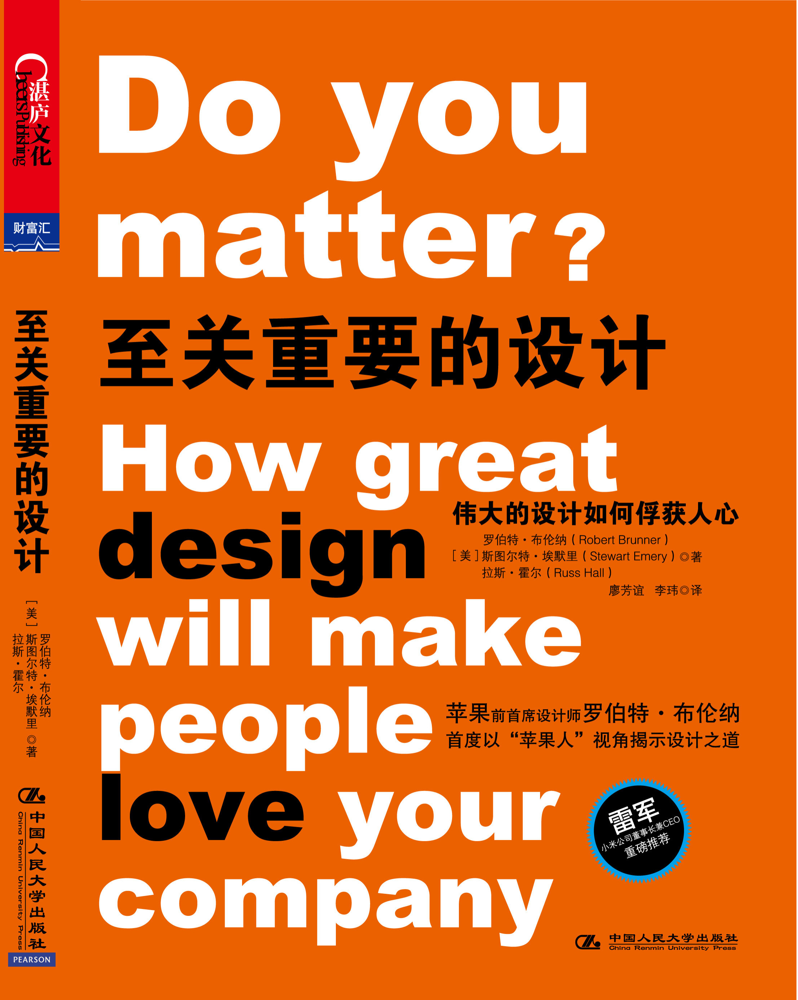 Cheers Publishing
湛庐文化
财富汇
至关重要的设计
[美]
罗伯特·布伦纳
斯图尔特·埃默里 ◎ 著
拉斯·霍尔
中国人民大学出版社
China Renmin University Press
PEARSON
Do you
matter?
至关重要的设计
How great
design
伟大的设计如何俘获人心
罗伯特·布伦纳（Robert Brunner）
[美]斯图尔特·埃默里（Stewart Emery）◎著
拉斯·霍尔（Russ Hall）
廖芳谊 李玮◎译
will make
people
苹果前首席设计师罗伯特·布伦纳
首度以“苹果人”视角揭示设计之道
love your
雷军
小米公司董事长兼CEO
重磅推荐
company
中国人民大学出版社
China Renmin University Press